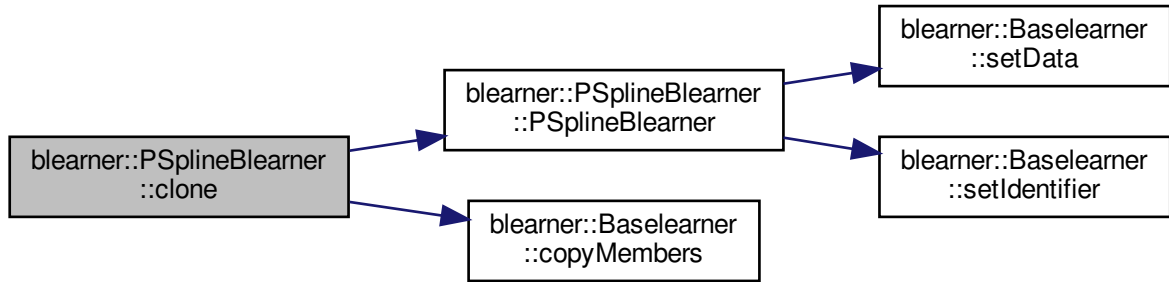 blearner::PSplineBlearner
::clone
blearner::PSplineBlearner
::PSplineBlearner
blearner::Baselearner
::copyMembers
blearner::Baselearner
::setData
blearner::Baselearner
::setIdentifier